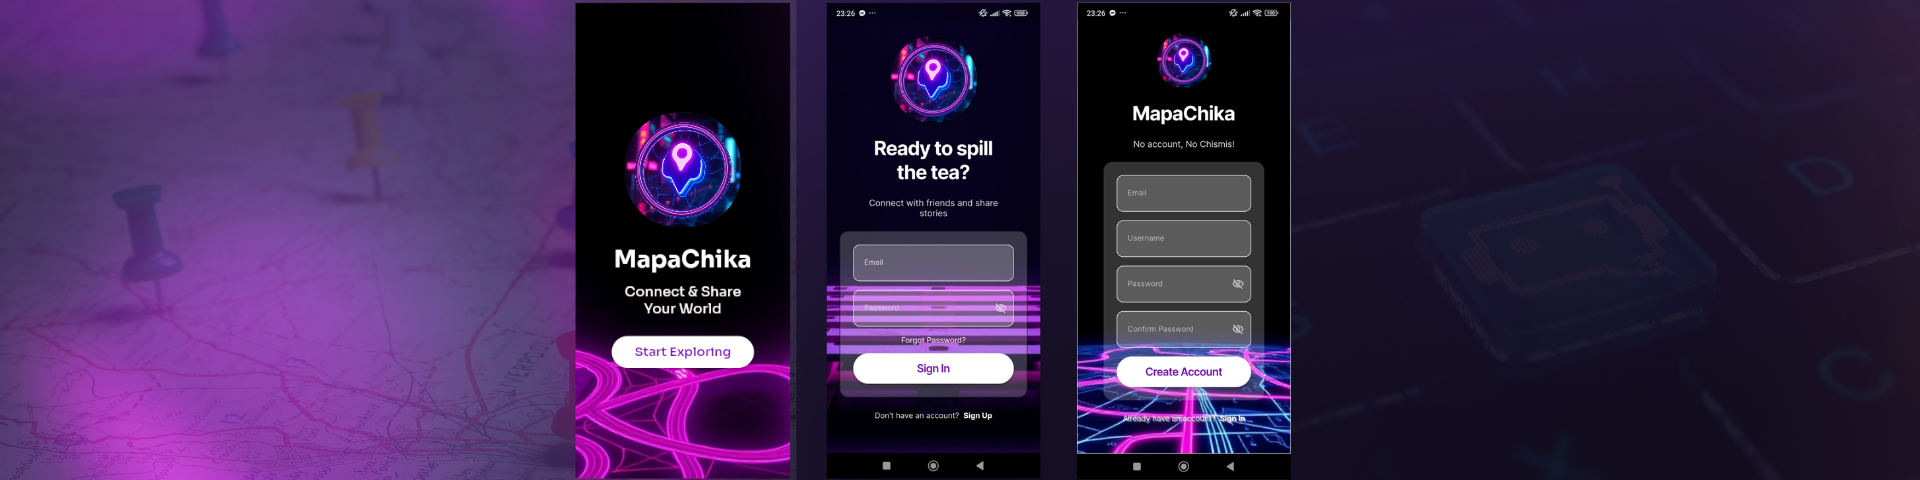 MapaChika
Connect & Share
Your World
Start Exploring
23:26
Ready to spill
the tea?
Connect with friends and share
stories
Email
Password
Forgot Password?
Sign In
Don't have an account? Sign Up
23:26
100
MapaChika
No account, No Chismis!
Email
Username
Password
Confirm Password
Create Account
Already have an account? Sign In
E
R
D
C